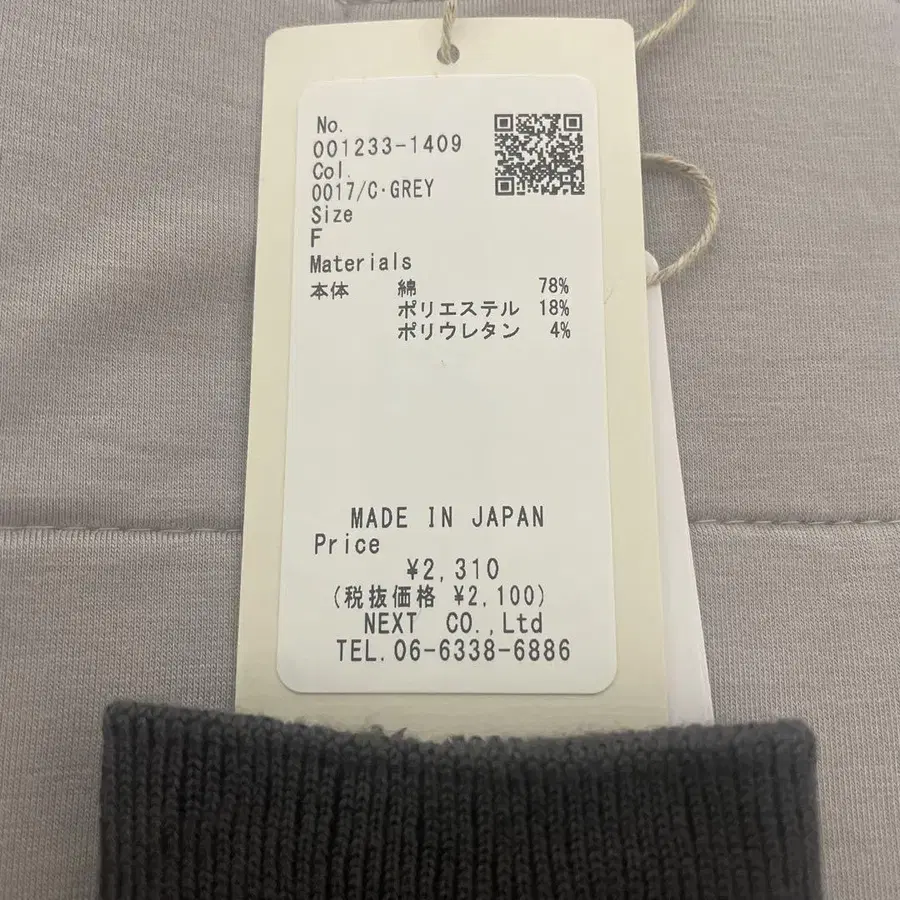 No.
001233-1409
Col.
0017/C·GREY
Size
F
Materials
本体 綿 78%
ポリエステル 18%
ポリウレタン 4%
MADE IN JAPAN
Price
¥2,310
(税抜価格 ¥2,100)
NEXT CO.,Ltd
TEL.06-6338-6886